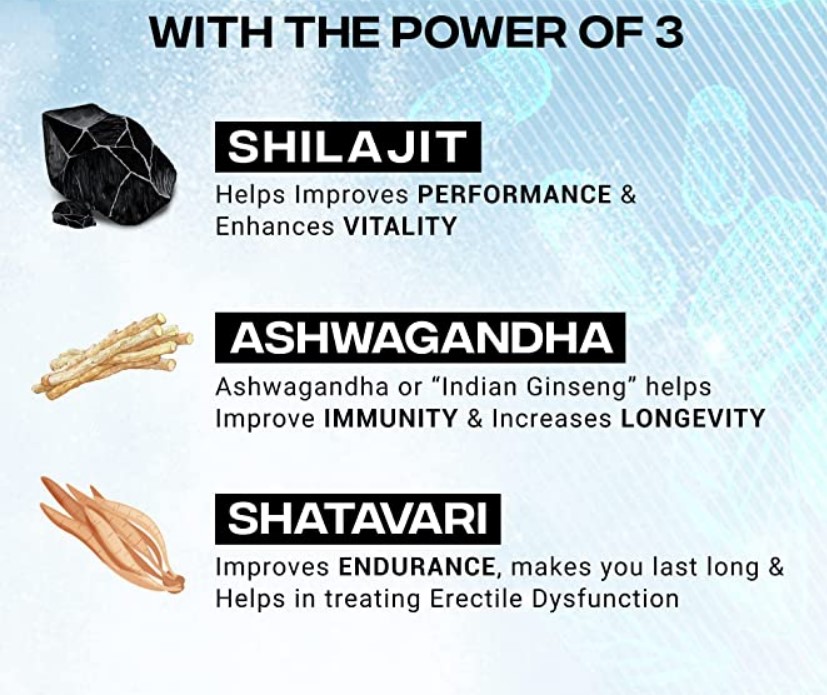 WITH THE POWER OF 3
SHILAJIT
Helps Improves PERFORMANCE &
Enhances VITALITY
ASHWAGANDHA
Ashwagandha or “Indian Ginseng” helps
Improve IMMUNITY & Increases LONGEVITY
SHATAVARI
Improves ENDURANCE, makes you last long &
Helps in treating Erectile Dysfunction